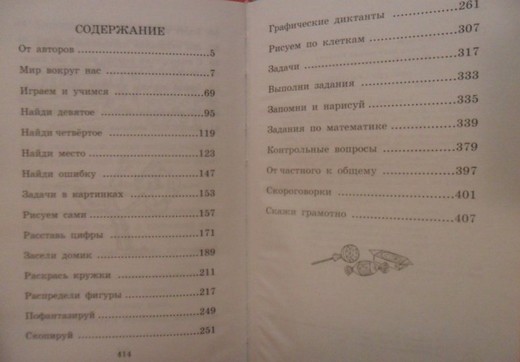 СОДЕРЖАНИЕ
От авторов 5
Мир вокруг нас 7
Играем и учимся 69
Найди девятое 95
Найди четвёртое 119
Найди место 123
Найди ошибку 147
Задачи в картинках 153
Рисуем сами 157
Расставь цифры 171
Засели домик 189
Раскрась кружки 211
Распредели фигуры 217
Пофантазируй 249
Скопируй 251
414
Графические диктанты 261
Рисуем по клеткам 307
Задачи 317
Выполни задания 333
Запомни и нарисуй 335
Задания по математике 339
Контрольные вопросы 379
От частного к общему 397
Скороговорки 401
Скажи грамотно 407